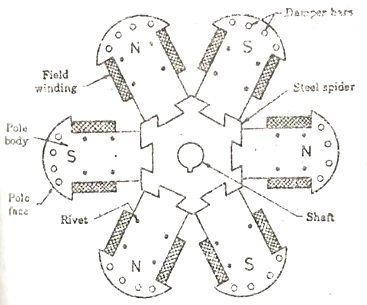 Damper bars
N
S
Field
winding
Steel spider
Pole
body
S
N
Pole
face
Rivet
Shaft
N
S